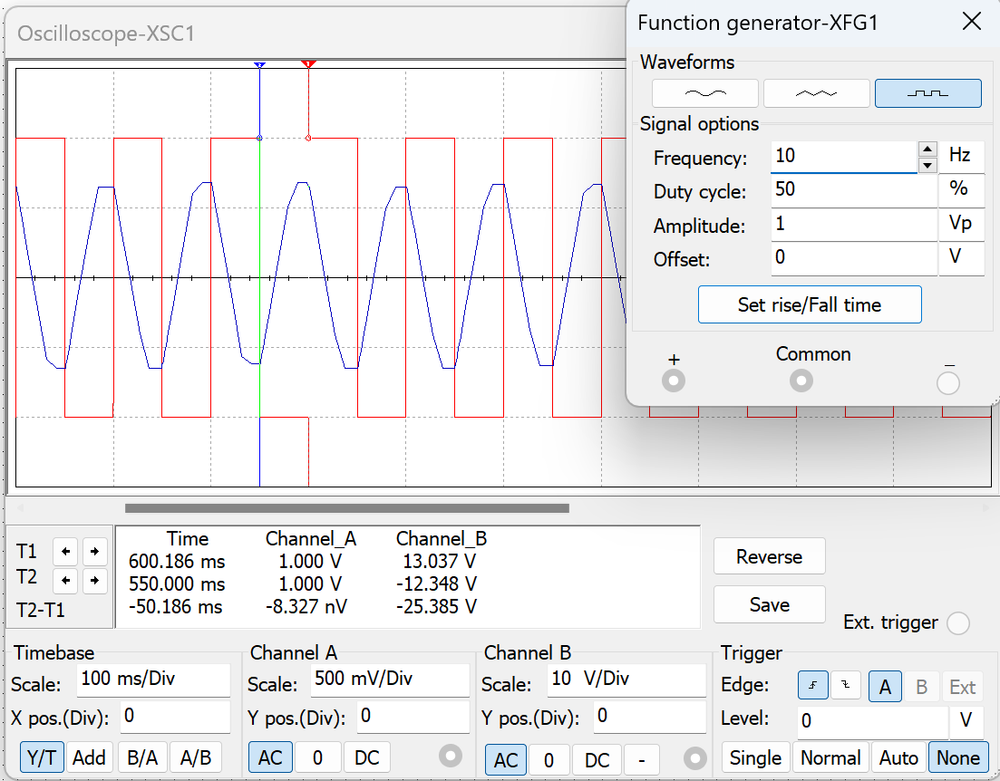 Oscilloscope-XSC1
Function generator-XFG1
Waveforms
Signal options
Frequency: 10 Hz
Duty cycle: 50 %
Amplitude: 1 Vp
Offset: 0 V
Set rise/Fall time
+ Common −
Time Channel_A Channel_B
T1 600.186 ms 1.000 V 13.037 V
T2 550.000 ms 1.000 V -12.348 V
T2-T1 -50.186 ms -8.327 nV -25.385 V
Reverse
Save
Ext. trigger
Timebase
Scale: 100 ms/Div
X pos.(Div): 0
Y/T Add B/A A/B
Channel A
Scale: 500 mV/Div
Y pos.(Div): 0
AC 0 DC
Channel B
Scale: 10 V/Div
Y pos.(Div): 0
AC 0 DC -
Trigger
Edge: A B Ext
Level: 0 V
Single Normal Auto None